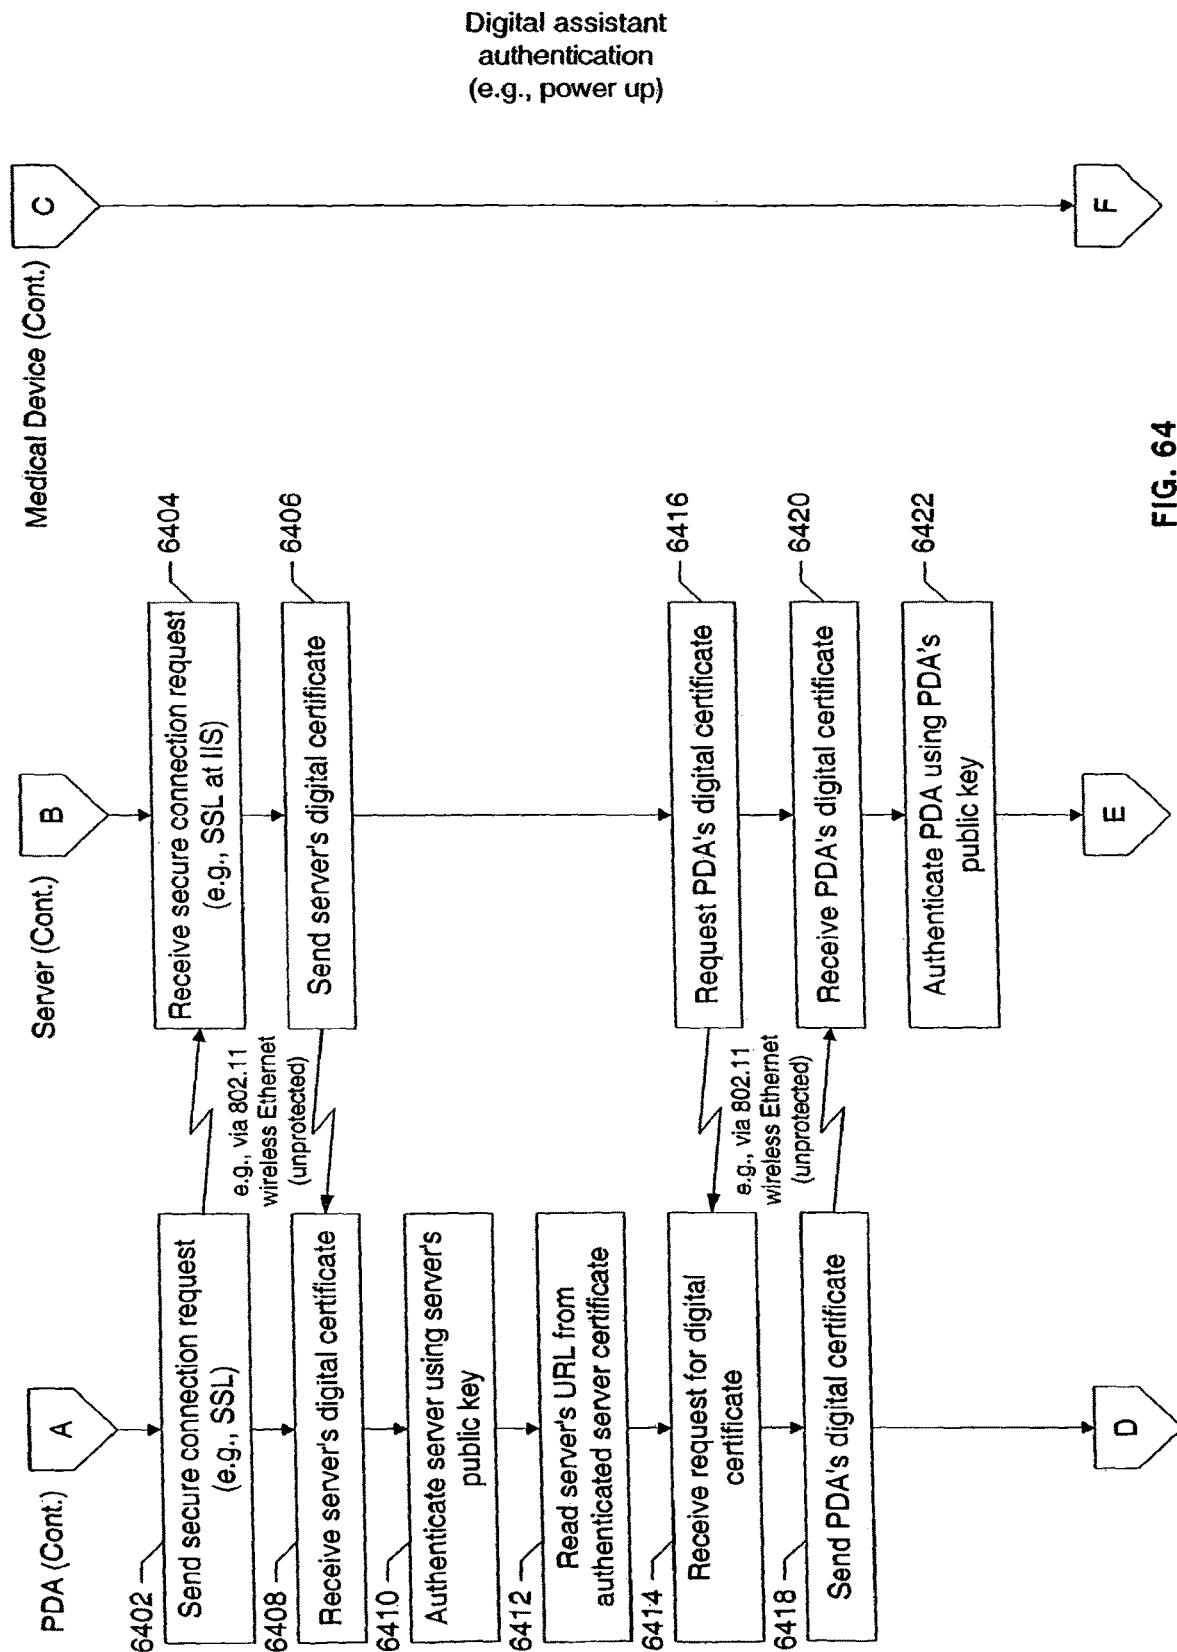 Digital assistant
authentication
(e.g., power up)
PDA (Cont.)
A
6402
Send secure connection request
(e.g., SSL)
6408
Receive server's digital certificate
6410
Authenticate server using server's
public key
6412
Read server's URL from
authenticated server certificate
6414
Receive request for digital
certificate
6418
Send PDA's digital certificate
D
e.g., via 802.11
wireless Ethernet
(unprotected)
e.g., via 802.11
wireless Ethernet
(unprotected)
Server (Cont.)
B
Receive secure connection request
(e.g., SSL at IIS)
6404
Send server's digital certificate
6406
Request PDA's digital certificate
6416
Receive PDA's digital certificate
6420
Authenticate PDA using PDA's
public key
6422
E
Medical Device (Cont.)
C
F
FIG. 64